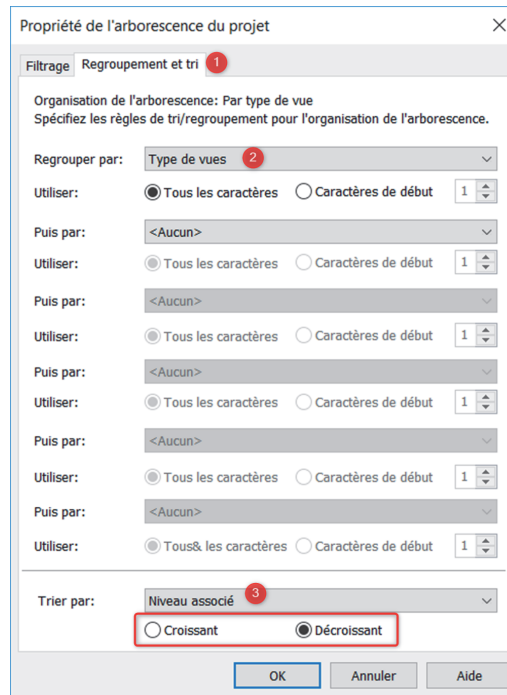 Propriété de l'arborescence du projet
Filtrage Regroupement et tri 1
Organisation de l'arborescence: Par type de vue
Spécifiez les règles de tri/regroupement pour l'organisation de l'arborescence.
Regrouper par: Type de vues 2
Utiliser: Tous les caractères Caractères de début 1
Puis par: <Aucun>
Utiliser: Tous les caractères Caractères de début 1
Puis par: <Aucun>
Utiliser: Tous les caractères Caractères de début 1
Puis par: <Aucun>
Utiliser: Tous les caractères Caractères de début 1
Puis par: <Aucun>
Utiliser: Tous les caractères Caractères de début 1
Puis par: <Aucun>
Utiliser: Tous& les caractères Caractères de début 1
Trier par: Niveau associé 3
Croissant Décroissant
OK Annuler Aide